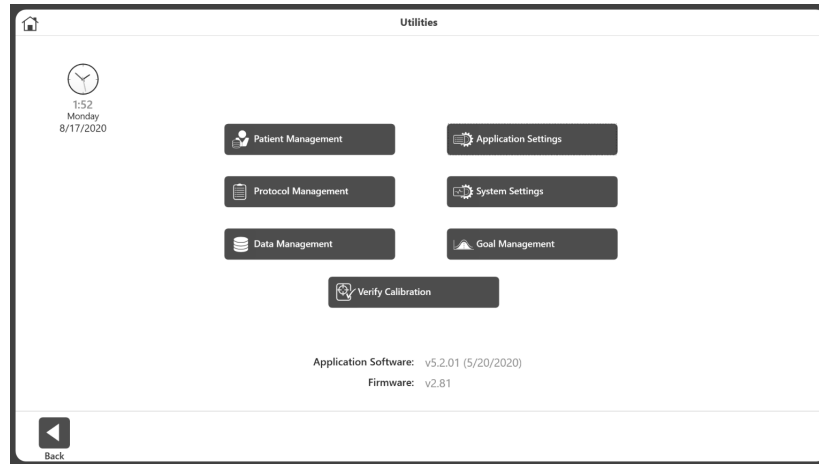 Utilities
1:52
Monday
8/17/2020
Patient Management
Application Settings
Protocol Management
System Settings
Data Management
Goal Management
Verify Calibration
Application Software: v5.2.01 (5/20/2020)
Firmware: v2.81
Back